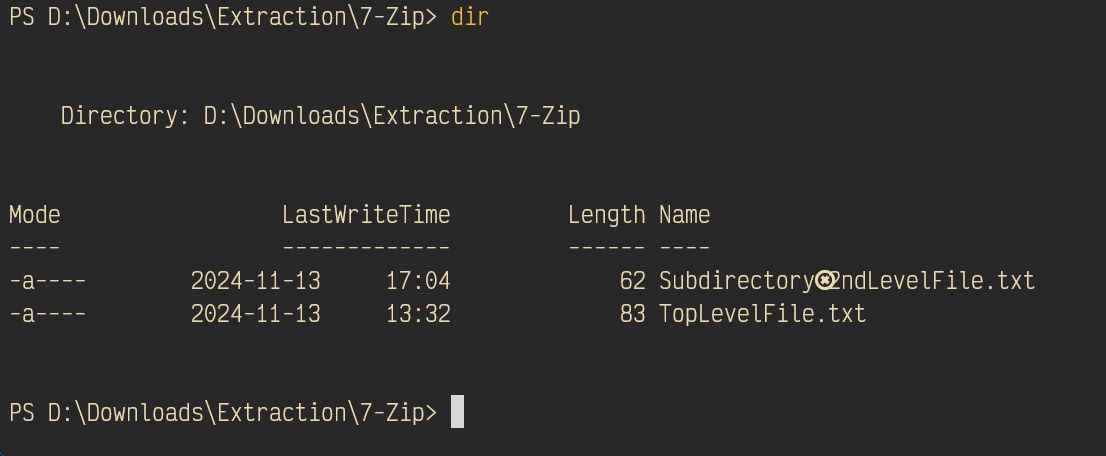 PS D:\Downloads\Extraction\7-Zip> dir
Directory: D:\Downloads\Extraction\7-Zip
Mode LastWriteTime Length Name
---- ------------- ------ ----
-a---- 2024-11-13 17:04 62 Subdirectory⊗2ndLevelFile.txt
-a---- 2024-11-13 13:32 83 TopLevelFile.txt
PS D:\Downloads\Extraction\7-Zip>